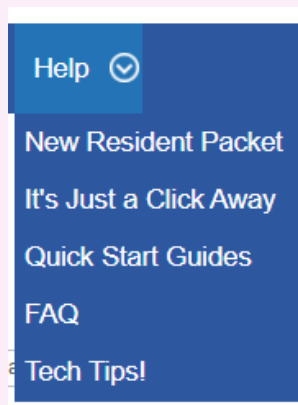 Help
New Resident Packet
It's Just a Click Away
Quick Start Guides
FAQ
Tech Tips!